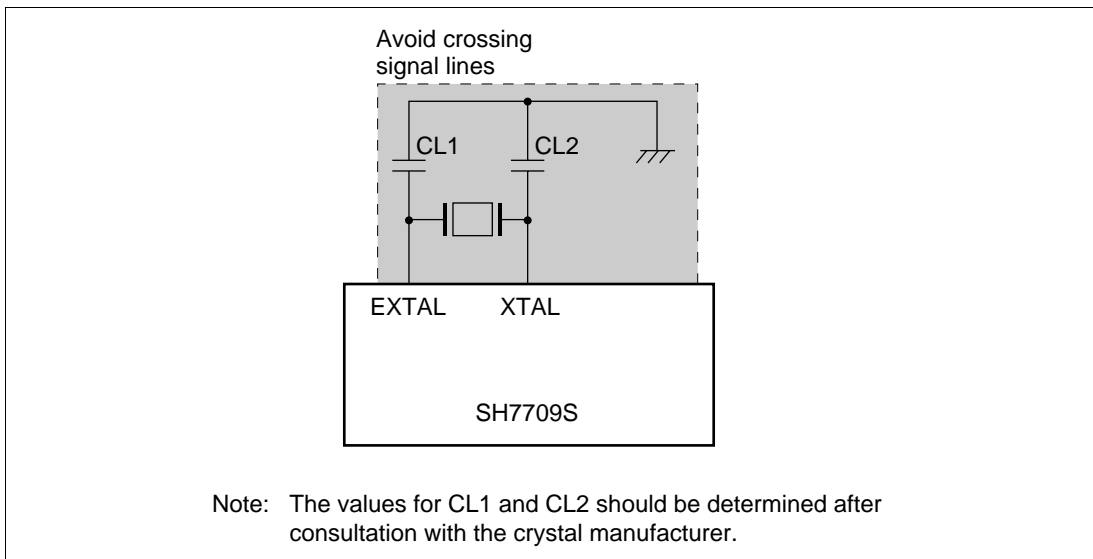 Avoid crossing
signal lines
CL1
CL2
EXTAL
XTAL
SH7709S
Note: The values for CL1 and CL2 should be determined after
consultation with the crystal manufacturer.